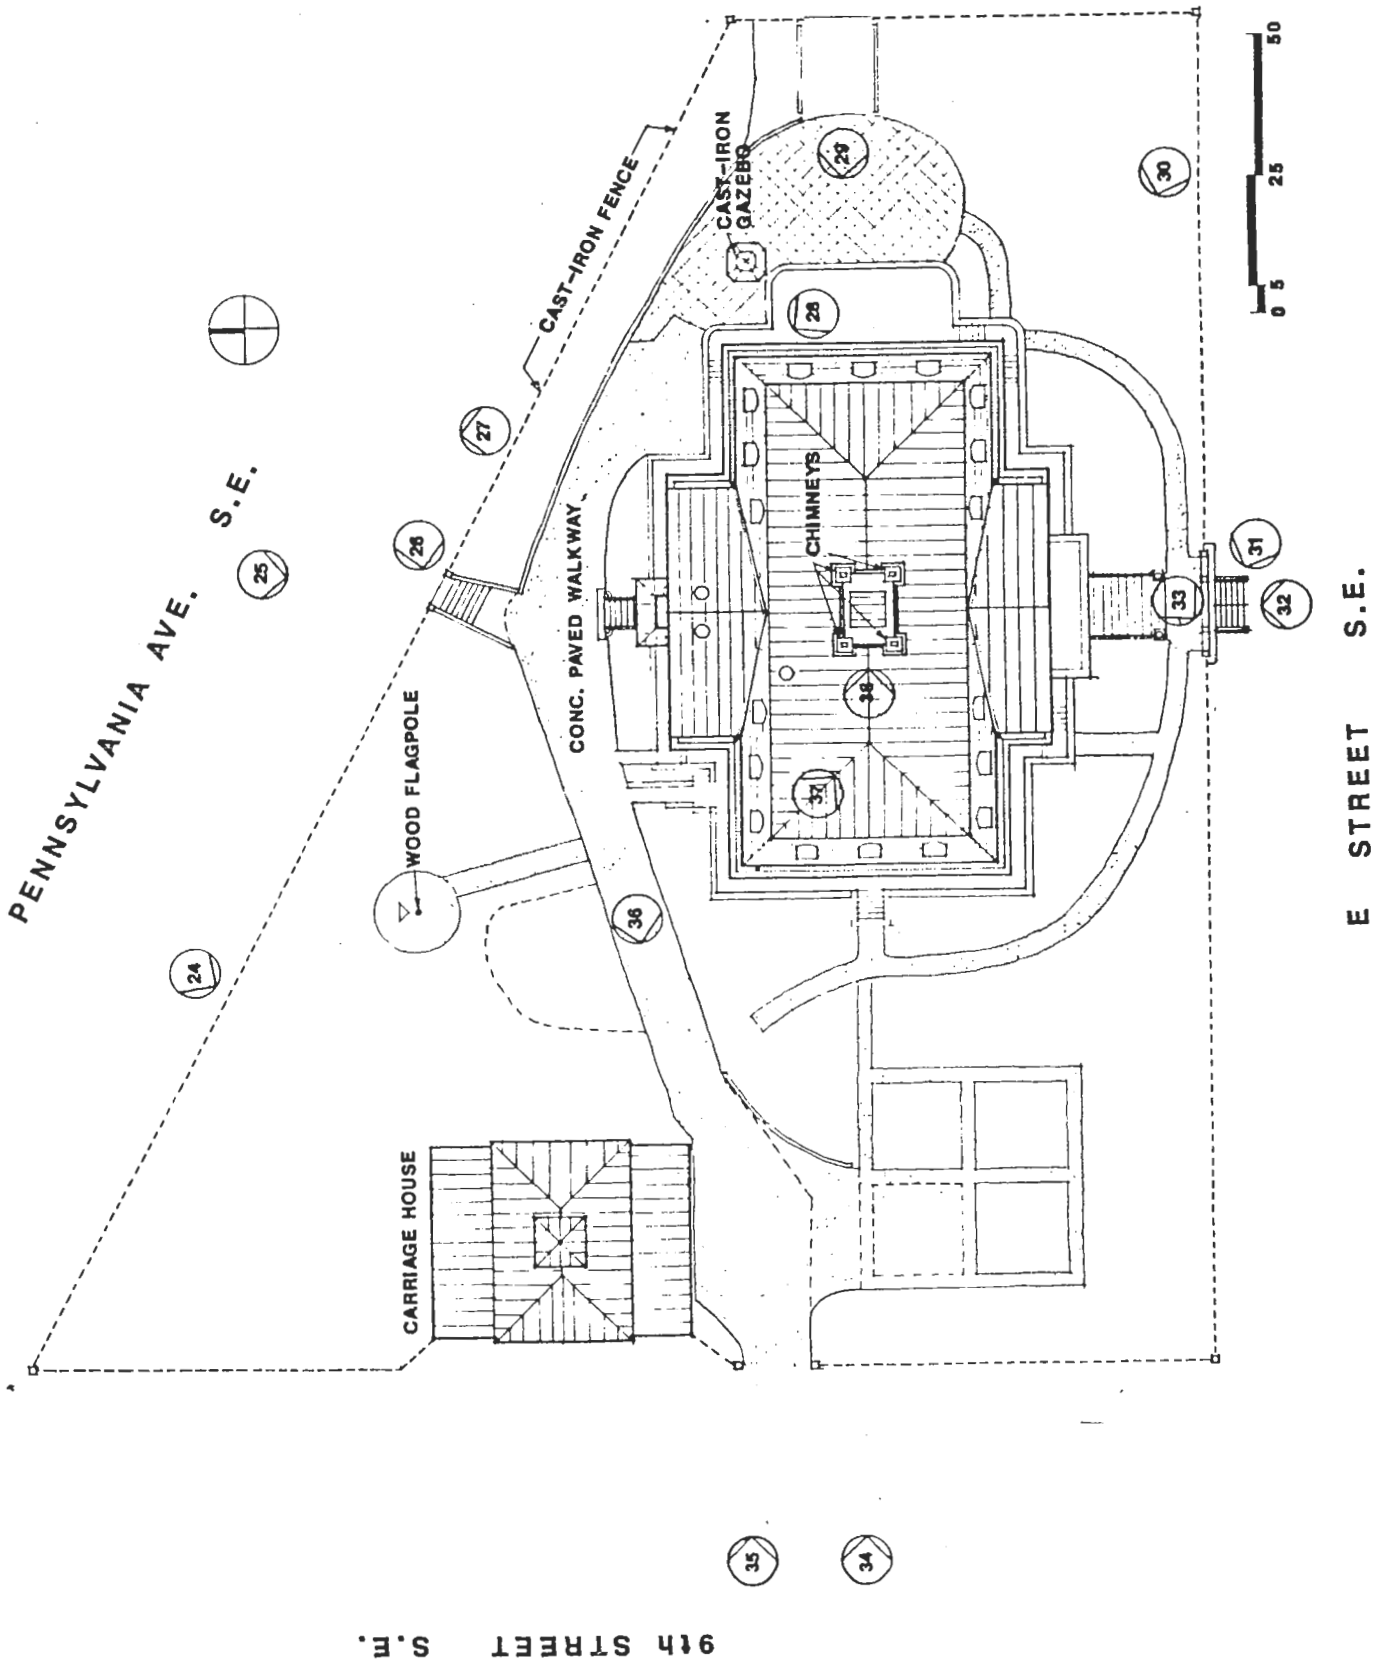 PENNSYLVANIA AVE. S.E.
CAST-IRON FENCE
CAST-IRON
GAZEBO
CHIMNEYS
CONC. PAVED WALKWAY
WOOD FLAGPOLE
CARRIAGE HOUSE
9th STREET S.E.
E STREET S.E.
0 5 25 50
24
25
26
27
28
29
30
31
32
33
34
35
36
37
38